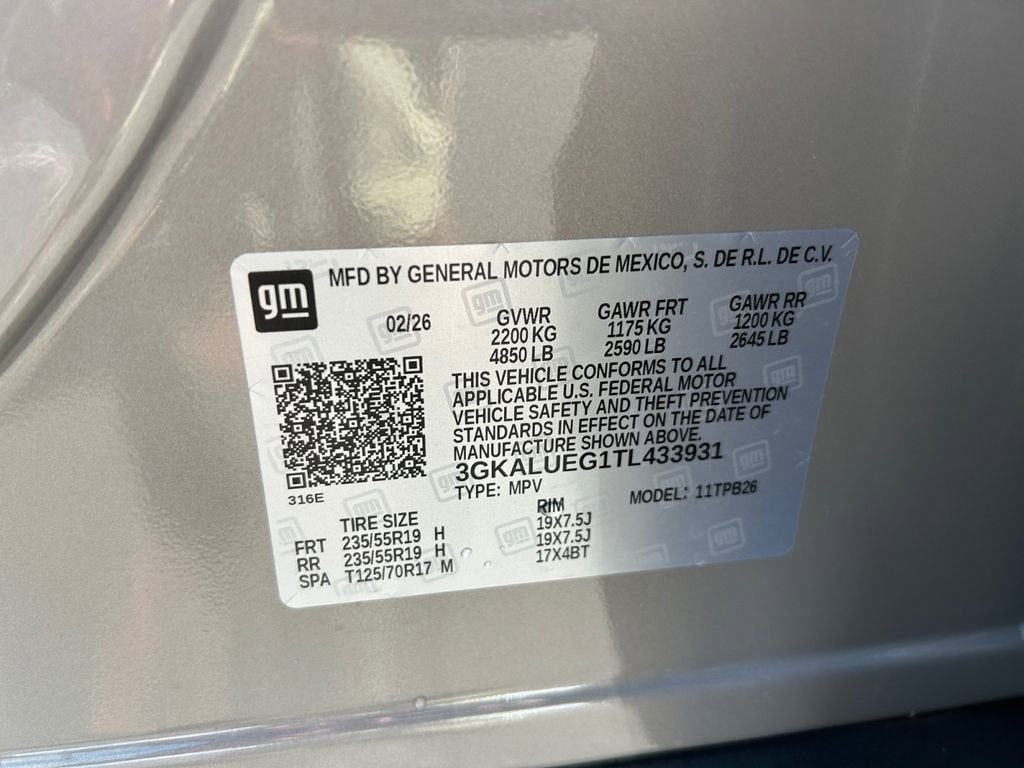 gm
MFD BY GENERAL MOTORS DE MEXICO, S. DE R.L. DE C.V.
02/26
GVWR GAWR FRT GAWR RR
2200 KG 1175 KG 1200 KG
4850 LB 2590 LB 2645 LB
THIS VEHICLE CONFORMS TO ALL
APPLICABLE U.S. FEDERAL MOTOR
VEHICLE SAFETY AND THEFT PREVENTION
STANDARDS IN EFFECT ON THE DATE OF
MANUFACTURE SHOWN ABOVE.
3GKALUEG1TL433931
316E
TYPE: MPV MODEL: 11TPB26
TIRE SIZE RIM
FRT 235/55R19 H 19X7.5J
RR 235/55R19 H 19X7.5J
SPA T125/70R17 M 17X4BT